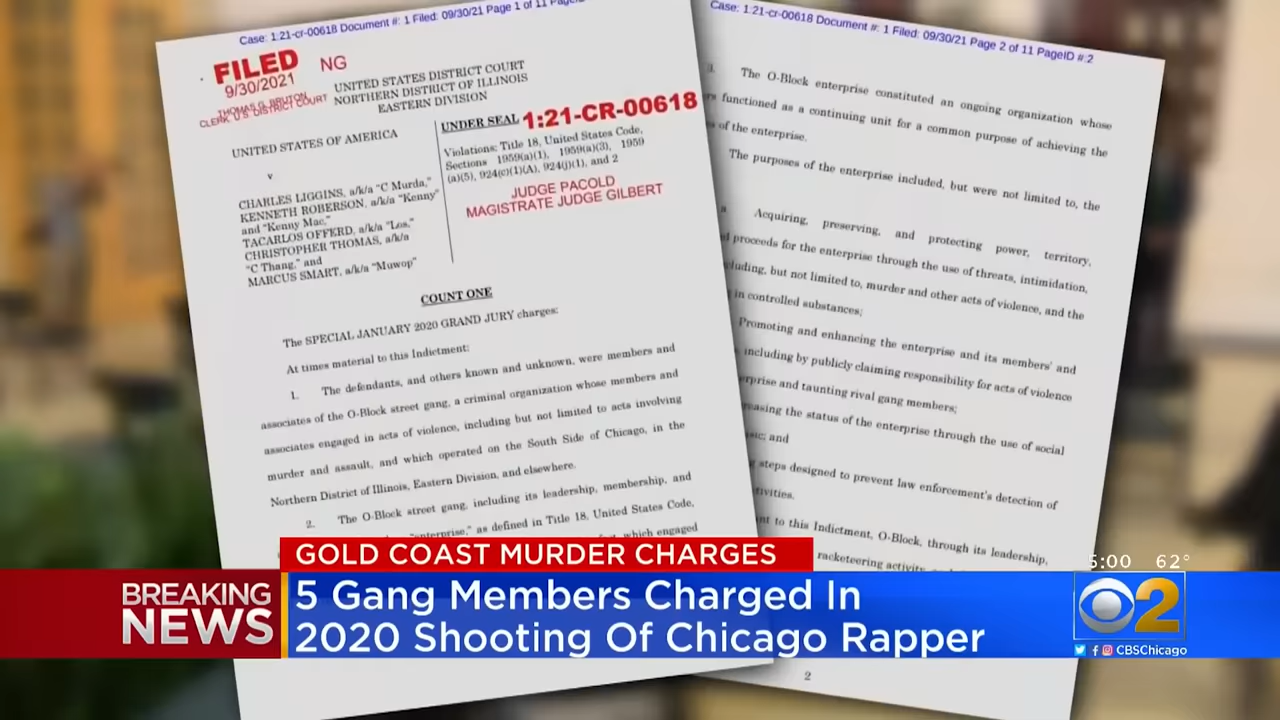 Case: 1:21-cr-00618 Document #: 1 Filed: 09/30/21 Page 1 of 11 PageID
FILED
9/30/2021
THOMAS G. BRUTON
CLERK, U.S. DISTRICT COURT
NG
UNITED STATES DISTRICT COURT
NORTHERN DISTRICT OF ILLINOIS
EASTERN DIVISION
UNITED STATES OF AMERICA
v
CHARLES LIGGINS, a/k/a "C Murda,"
KENNETH ROBERSON, a/k/a "Kenny"
and "Kenny Mac,"
TACARLOS OFFERD, a/k/a "Los,"
CHRISTOPHER THOMAS, a/k/a
"C Thang," and
MARCUS SMART, a/k/a "Muwop"
UNDER SEAL 1:21-CR-00618
Violations: Title 18, United States Code,
Sections 1959(a)(1), 1959(a)(3), 1959
(a)(5), 924(c)(1)(A), 924(j)(1), and 2
JUDGE PACOLD
MAGISTRATE JUDGE GILBERT
COUNT ONE
The SPECIAL JANUARY 2020 GRAND JURY charges:
At times material to this Indictment:
1. The defendants, and others known and unknown, were members and
associates of the O-Block street gang, a criminal organization whose members and
associates engaged in acts of violence, including but not limited to acts involving
murder and assault, and which operated on the South Side of Chicago, in the
Northern District of Illinois, Eastern Division, and elsewhere.
2. The O-Block street gang, including its leadership, membership, and
"enterprise," as defined in Title 18, United States Code,
which engaged
Case: 1:21-cr-00618 Document #: 1 Filed: 09/30/21 Page 2 of 11 PageID #:2
3. The O-Block enterprise constituted an ongoing organization whose
functioned as a continuing unit for a common purpose of achieving the
of the enterprise.
The purposes of the enterprise included, but were not limited to, the
Acquiring, preserving, and protecting power, territory,
proceeds for the enterprise through the use of threats, intimidation,
but not limited to, murder and other acts of violence, and the
in controlled substances;
Promoting and enhancing the enterprise and its members' and
including by publicly claiming responsibility for acts of violence
and taunting rival gang members;
the status of the enterprise through the use of social
and
steps designed to prevent law enforcement's detection of
to this Indictment, O-Block, through its leadership,
racketeering activity
2
GOLD COAST MURDER CHARGES
BREAKING
NEWS
5 Gang Members Charged In
2020 Shooting Of Chicago Rapper
5:00 62°
2
CBSChicago